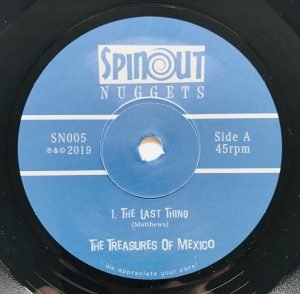 SPINOUT
NUGGETS
SN005
℗&© 2019
Side A
45rpm
1. THE LAST THING
(Matthews)
THE TREASURES OF MEXICO
We appreciate your ears!